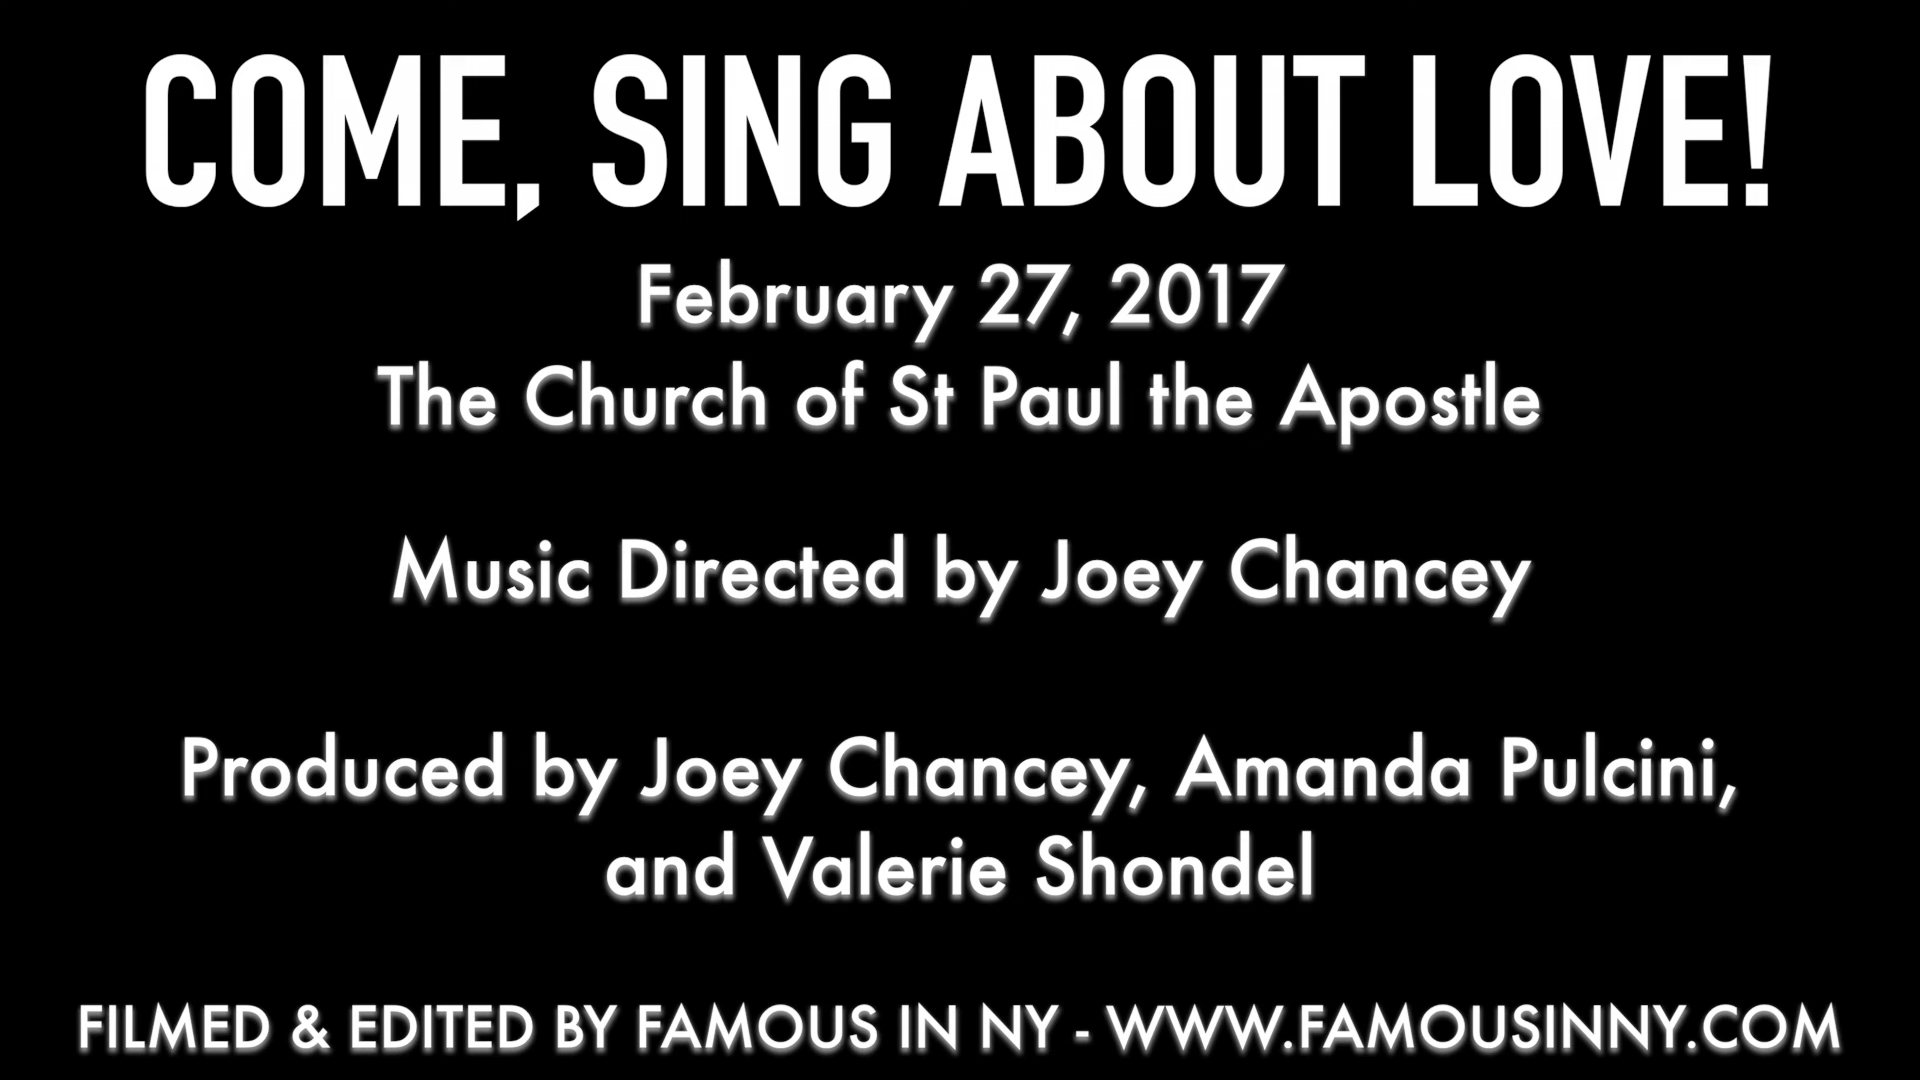 COME, SING ABOUT LOVE!
February 27, 2017
The Church of St Paul the Apostle
Music Directed by Joey Chancey
Produced by Joey Chancey, Amanda Pulcini,
and Valerie Shondel
FILMED & EDITED BY FAMOUS IN NY - WWW.FAMOUSINNY.COM